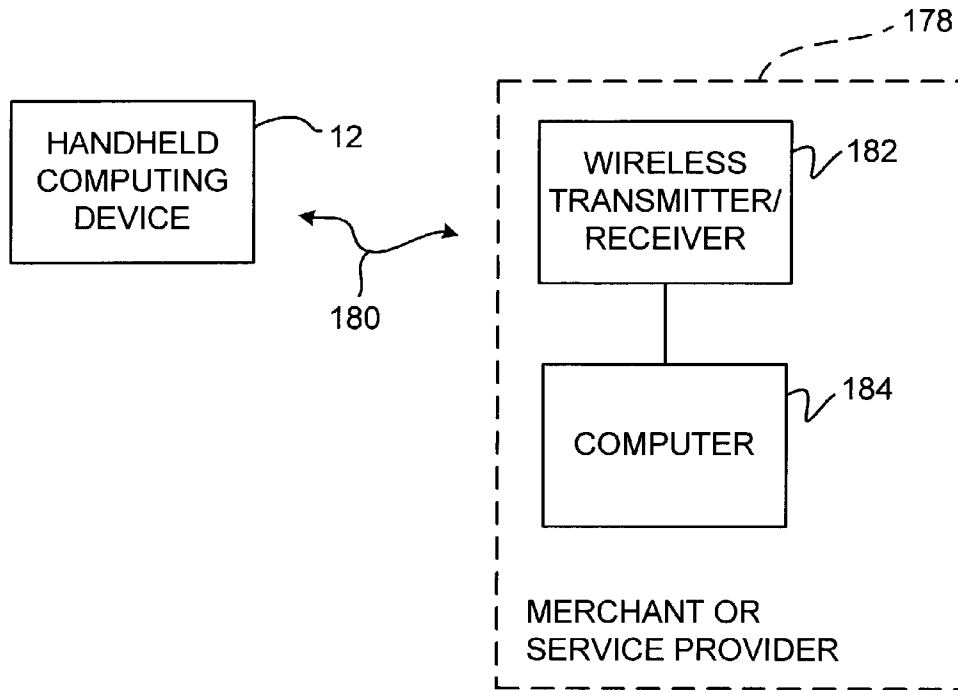 178
HANDHELD
COMPUTING
DEVICE
12
180
WIRELESS
TRANSMITTER/
RECEIVER
182
COMPUTER
184
MERCHANT OR
SERVICE PROVIDER